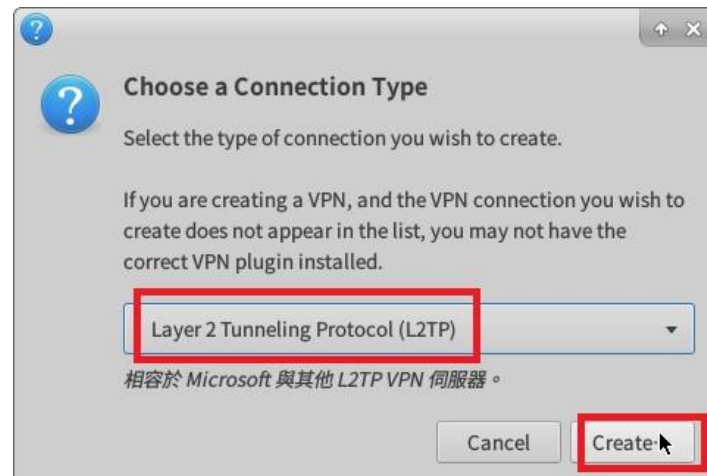 Choose a Connection Type
Select the type of connection you wish to create.
If you are creating a VPN, and the VPN connection you wish to
create does not appear in the list, you may not have the
correct VPN plugin installed.
Layer 2 Tunneling Protocol (L2TP)
相容於 Microsoft 與其他 L2TP VPN 伺服器。
Cancel
Create